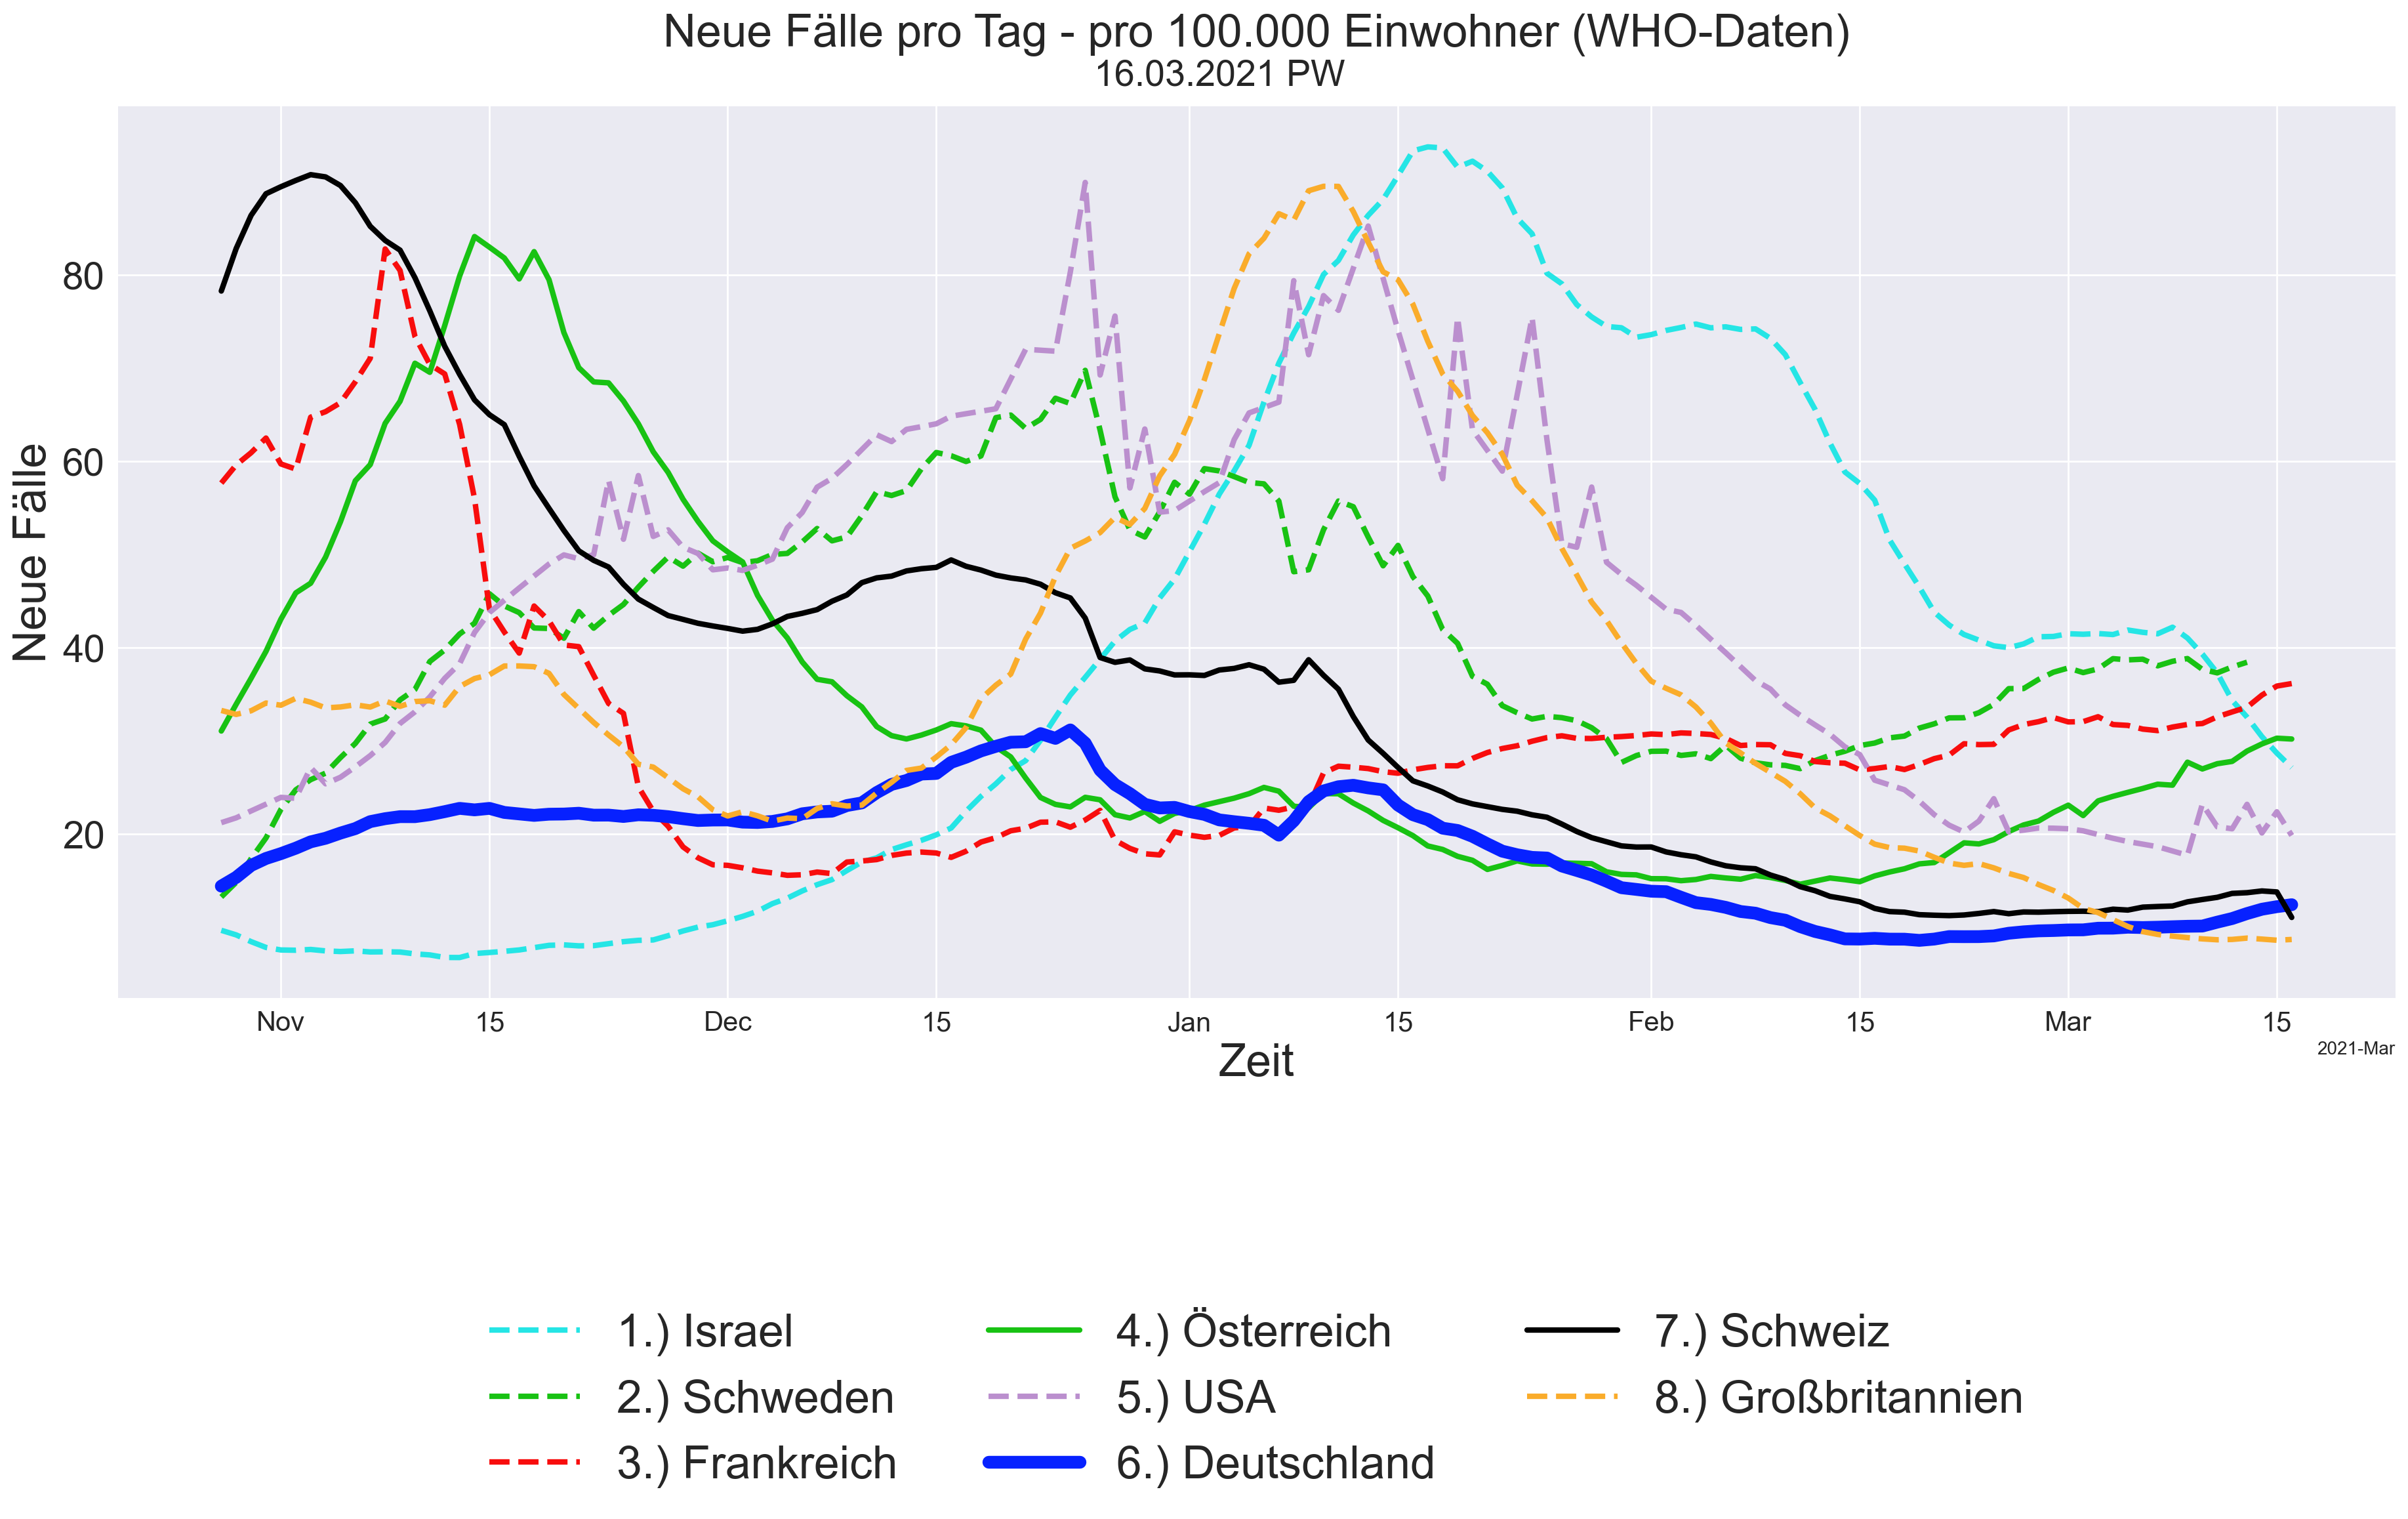 Neue Fälle pro Tag - pro 100.000 Einwohner (WHO-Daten)
16.03.2021 PW
Neue Fälle
80
60
40
20
Nov 15 Dec 15 Jan 15 Feb 15 Mar 15
2021-Mar
Zeit
1.) Israel 4.) Österreich 7.) Schweiz
2.) Schweden 5.) USA 8.) Großbritannien
3.) Frankreich 6.) Deutschland